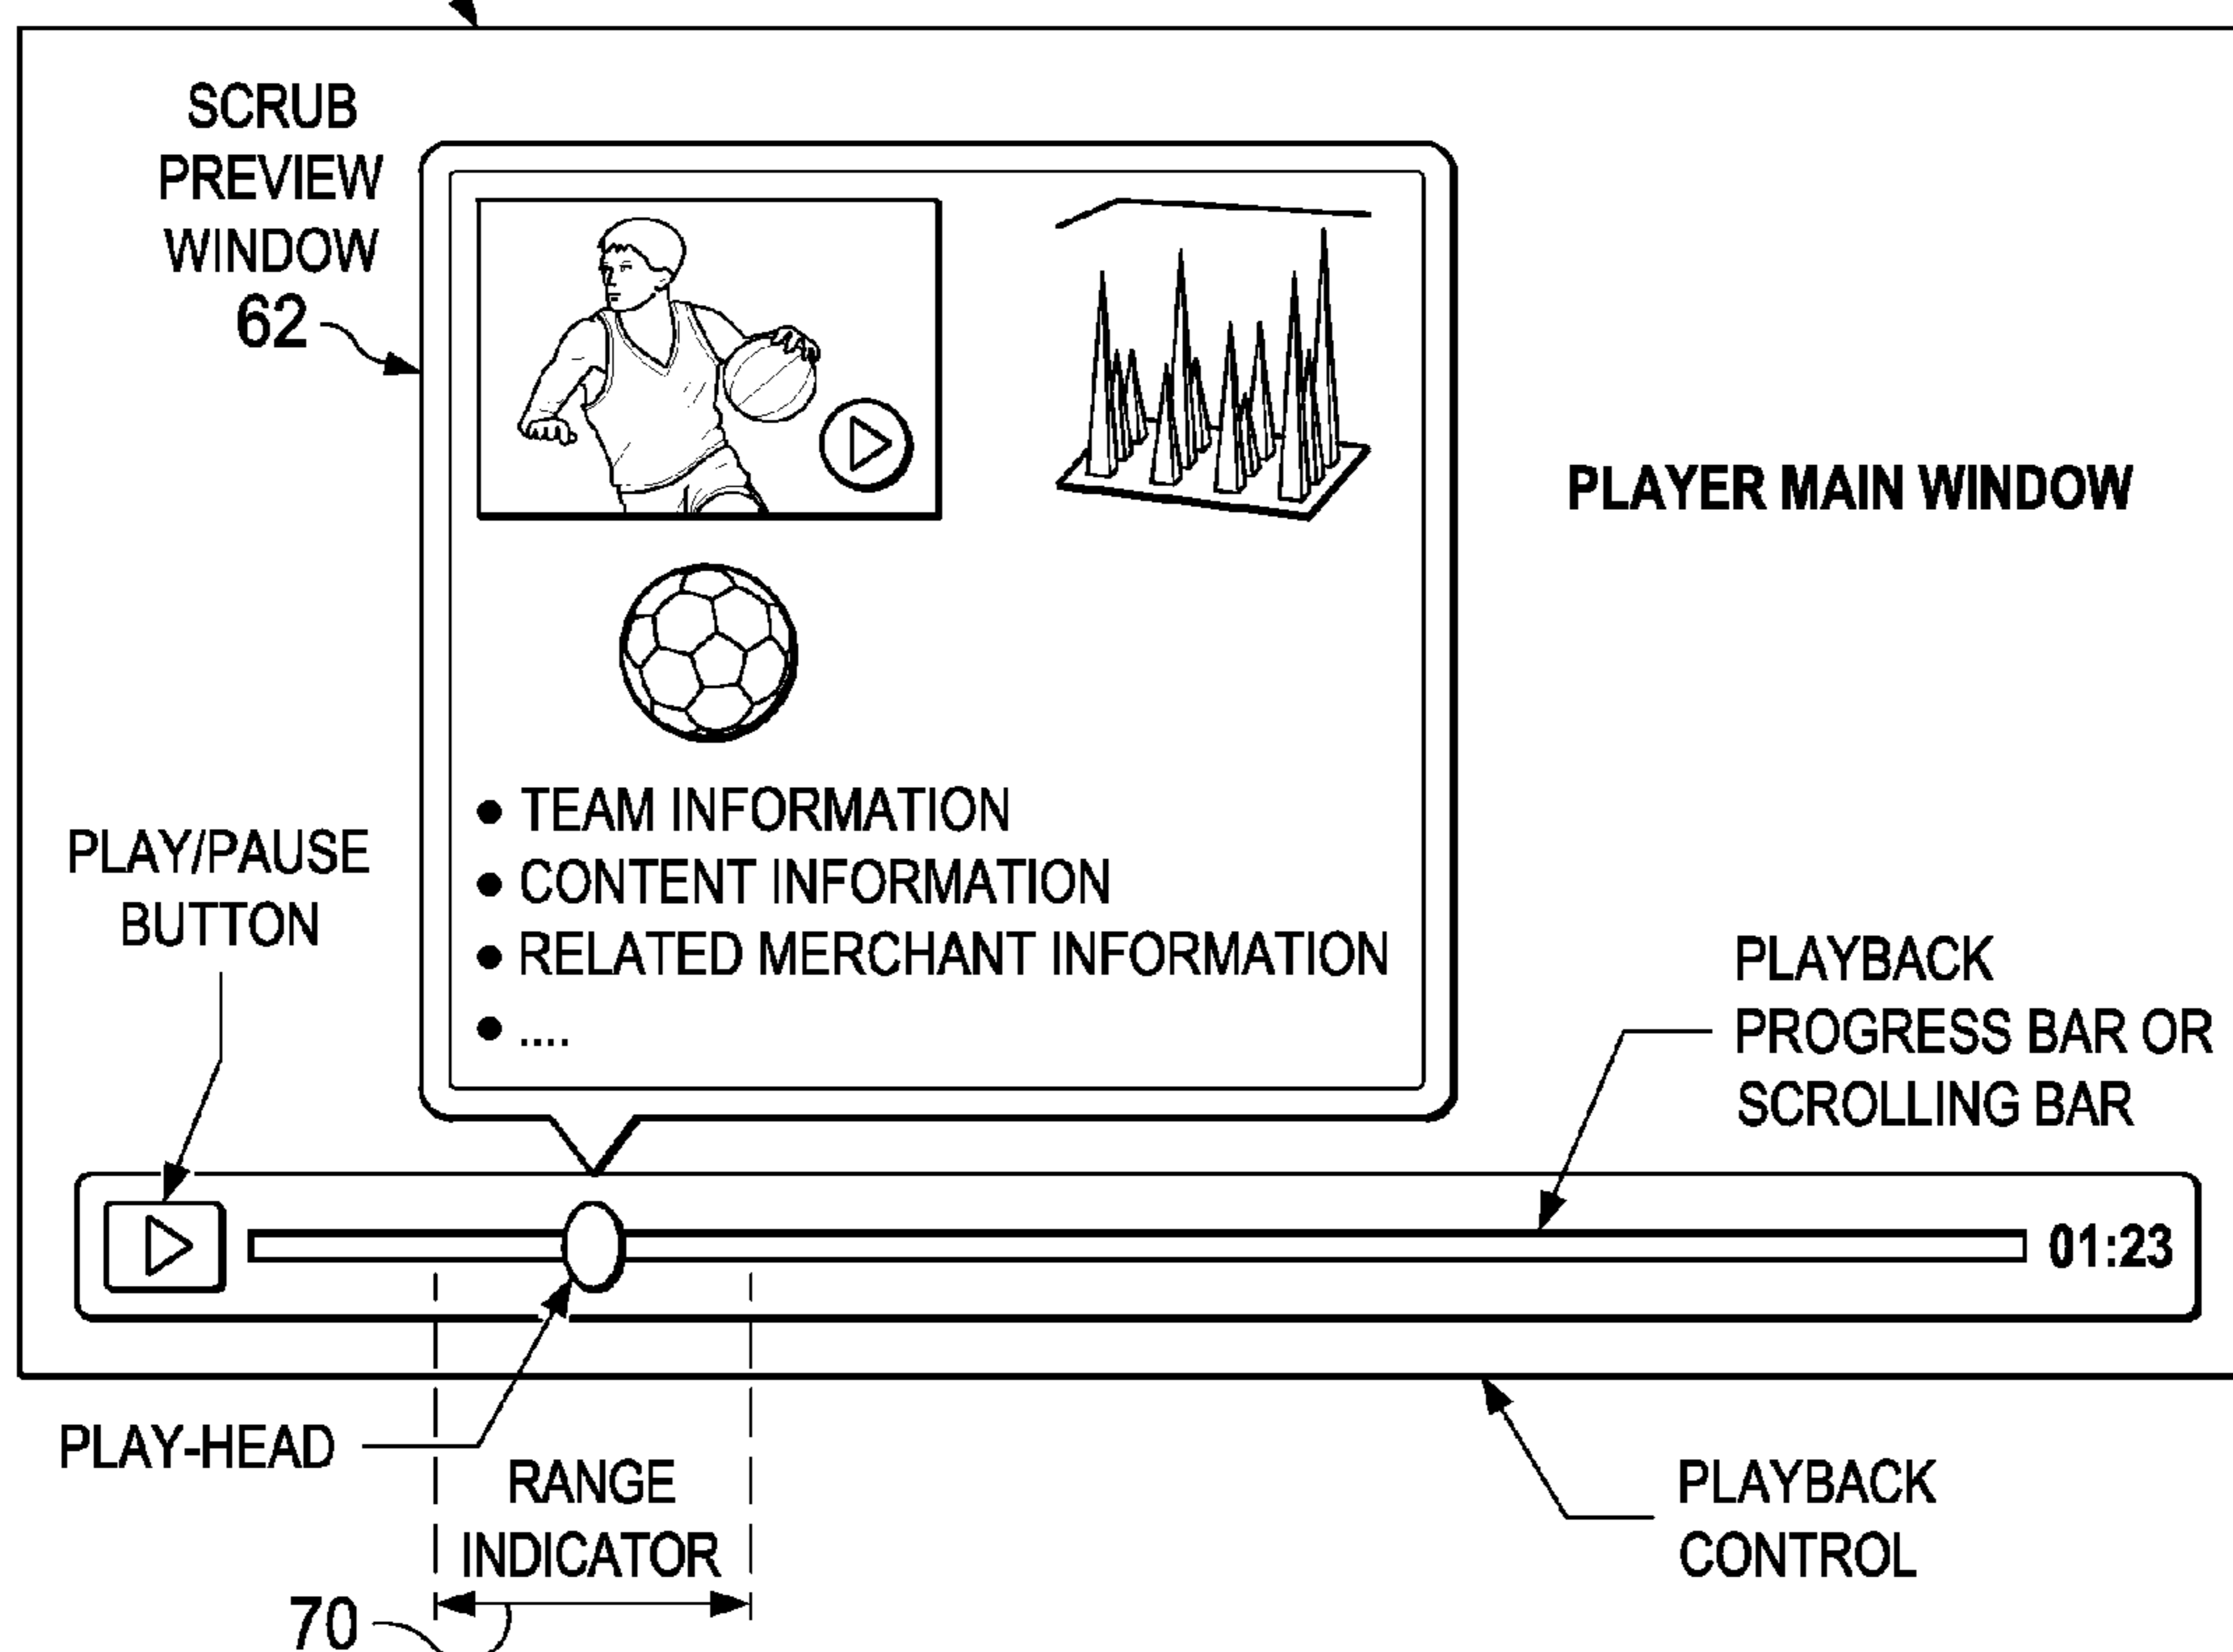 SCRUB
PREVIEW
WINDOW
62
PLAYER MAIN WINDOW
● TEAM INFORMATION
● CONTENT INFORMATION
● RELATED MERCHANT INFORMATION
● ....
PLAY/PAUSE
BUTTON
PLAYBACK
PROGRESS BAR OR
SCROLLING BAR
01:23
PLAY-HEAD
RANGE
INDICATOR
70
PLAYBACK
CONTROL